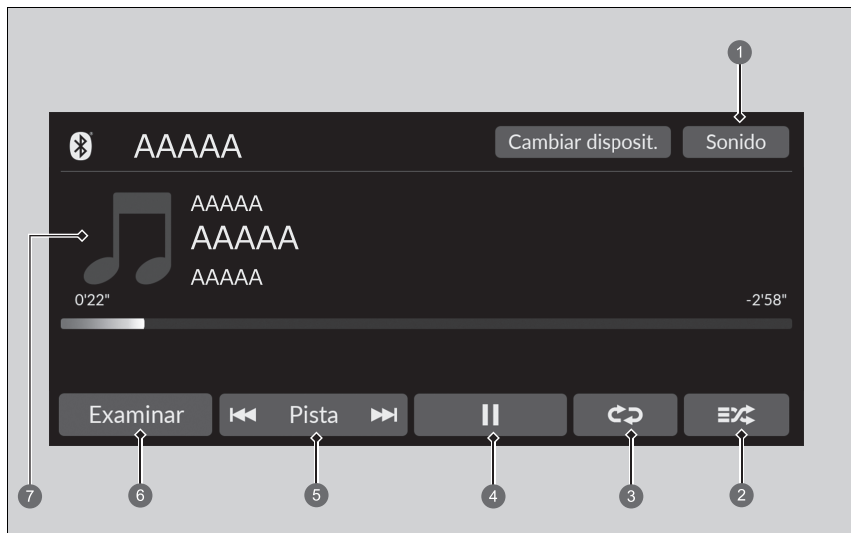 1
AAAAA Cambiar disposit. Sonido
AAAAA
AAAAA
7
AAAAA
0'22" -2'58"
Examinar Pista
7 6 5 4 3 2